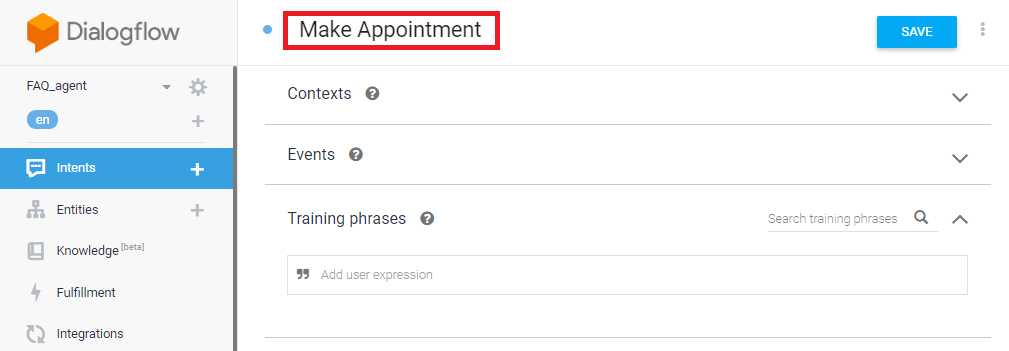 Dialogflow
Make Appointment
SAVE
FAQ_agent
en
Intents
Entities
Knowledge [beta]
Fulfillment
Integrations
Contexts
Events
Training phrases
Search training phrases
Add user expression